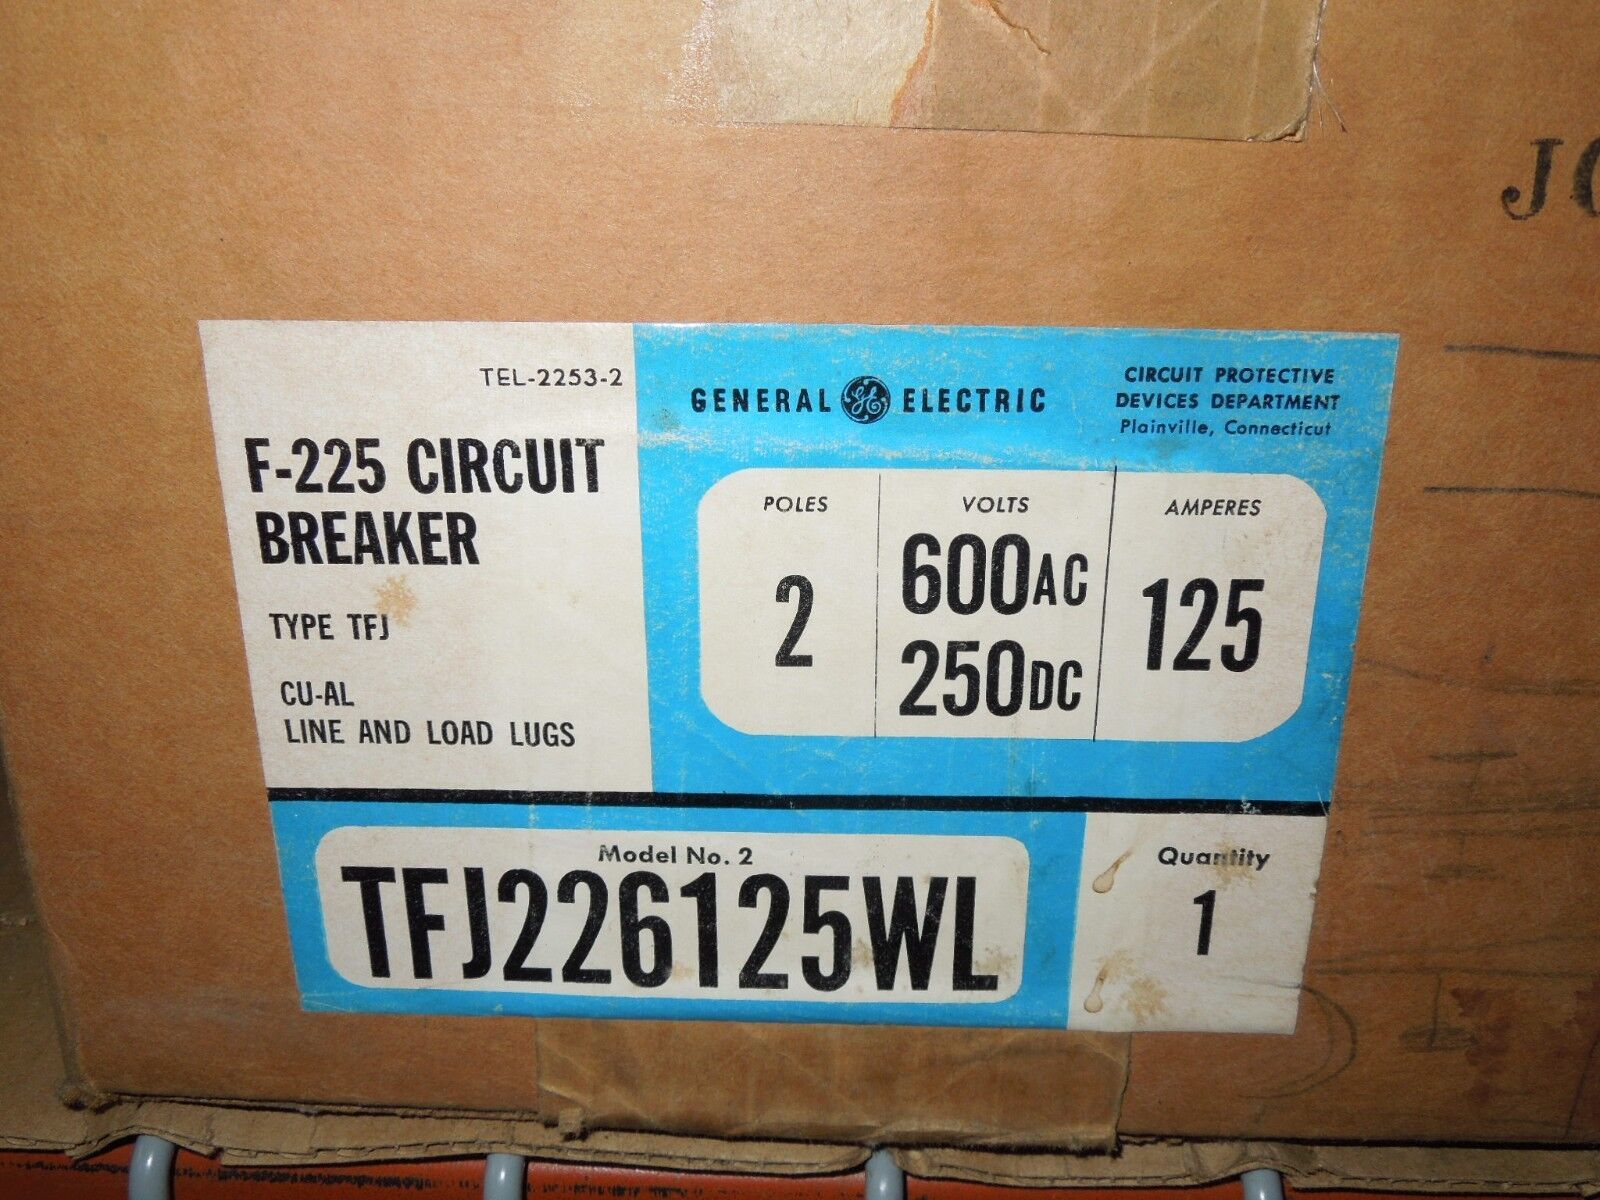 TEL-2253-2
F-225 CIRCUIT
BREAKER
TYPE TFJ
CU-AL
LINE AND LOAD LUGS
GENERAL GE ELECTRIC
CIRCUIT PROTECTIVE
DEVICES DEPARTMENT
Plainville, Connecticut
POLES
2
VOLTS
600AC
250DC
AMPERES
125
Model No. 2
TFJ226125WL
Quantity
1